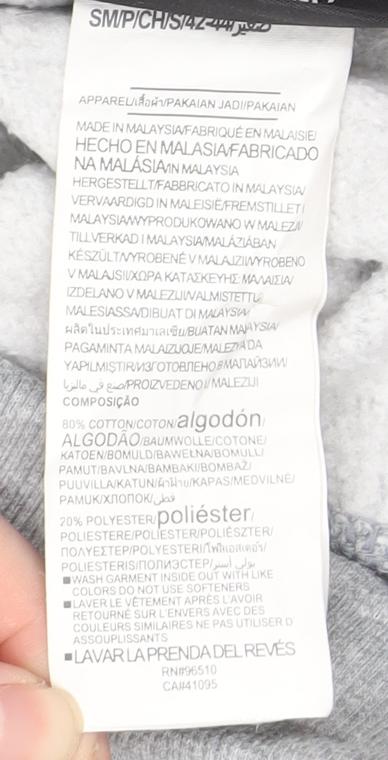 SM/P/CH/S/42-44/صغير
APPAREL/เสื้อผ้า/PAKAIAN JADI/PAKAIAN
MADE IN MALAYSIA/FABRIQUÉ EN MALAISIE/
HECHO EN MALASIA/FABRICADO
NA MALÁSIA/IN MALAYSIA
HERGESTELLT/FABBRICATO IN MALAYSIA/
VERVAARDIGD IN MALEISIË/FREMSTILLET I
MALAYSIA/WYPRODUKOWANO W MALEZJI/
TILLVERKAD I MALAYSIA/MALÁZIÁBAN
KÉSZÜLT/VYROBENÉ V MALAJZII/VYROBENO
V MALAJSII/ΧΩΡΑ ΚΑΤΑΣΚΕΥΗΣ ΜΑΛΑΙΣΙΑ/
IZDELANO V MALEZIJI/VALMISTETTU
MALESIASSA/DIBUAT DI MALAYSIA/
ผลิตในประเทศมาเลเซีย/BUATAN MALAYSIA/
PAGAMINTA MALAIZIJOJE/MALEZYA'DA
YAPILMIŞTIR/ИЗГОТОВЛЕНО В МАЛАЙЗИИ/
صنع في ماليزيا/PROIZVEDENO U MALEZIJI
COMPOSIÇÃO
80% COTTON/COTON/algodón/
ALGODÃO/BAUMWOLLE/COTONE/
KATOEN/BOMULD/BAWEŁNA/BOMULL/
PAMUT/BAVLNA/BAMBAKI/BOMBAŽ/
PUUVILLA/KATUN/ผ้าฝ้าย/KAPAS/MEDVILNĖ/
PAMUK/ХЛОПОК/قطن
20% POLYESTER/poliéster/
POLIESTERE/POLIESTER/POLIÉSZTER/
ΠΟΛΥΕΣΤΕΡ/POLYESTERI/โพลีเอสเตอร์/
POLIESTERIS/ПОЛИЭСТЕР/بولي أستر
■WASH GARMENT INSIDE OUT WITH LIKE
COLORS DO NOT USE SOFTENERS
■LAVER LE VÊTEMENT APRÈS L'AVOIR
RETOURNÉ SUR L'ENVERS AVEC DES
COULEURS SIMILAIRES NE PAS UTILISER D
ASSOUPLISSANTS
■LAVAR LA PRENDA DEL REVÉS
RN#96510
CA#41095